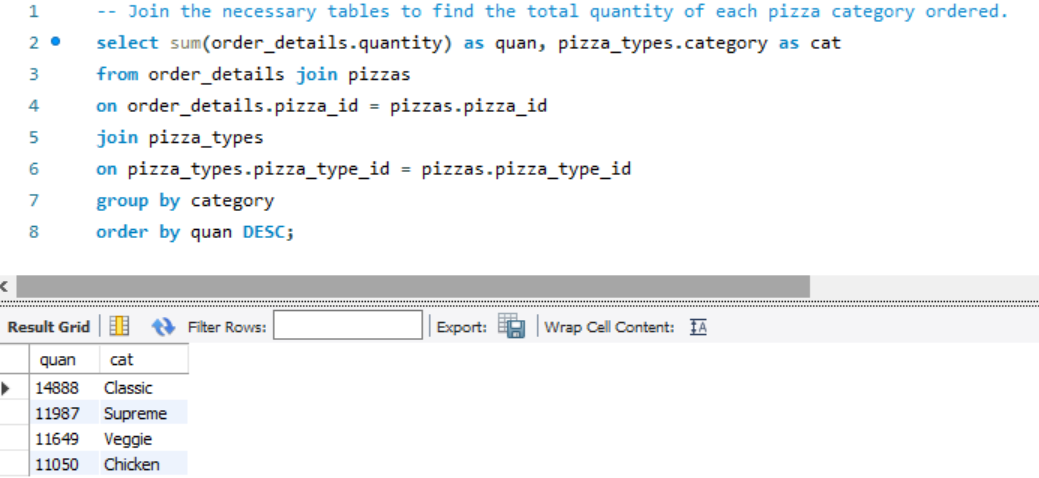 1 -- Join the necessary tables to find the total quantity of each pizza category ordered.
2 select sum(order_details.quantity) as quan, pizza_types.category as cat
3 from order_details join pizzas
4 on order_details.pizza_id = pizzas.pizza_id
5 join pizza_types
6 on pizza_types.pizza_type_id = pizzas.pizza_type_id
7 group by category
8 order by quan DESC;
Result Grid Filter Rows: Export: Wrap Cell Content: IA
quan cat
14888 Classic
11987 Supreme
11649 Veggie
11050 Chicken